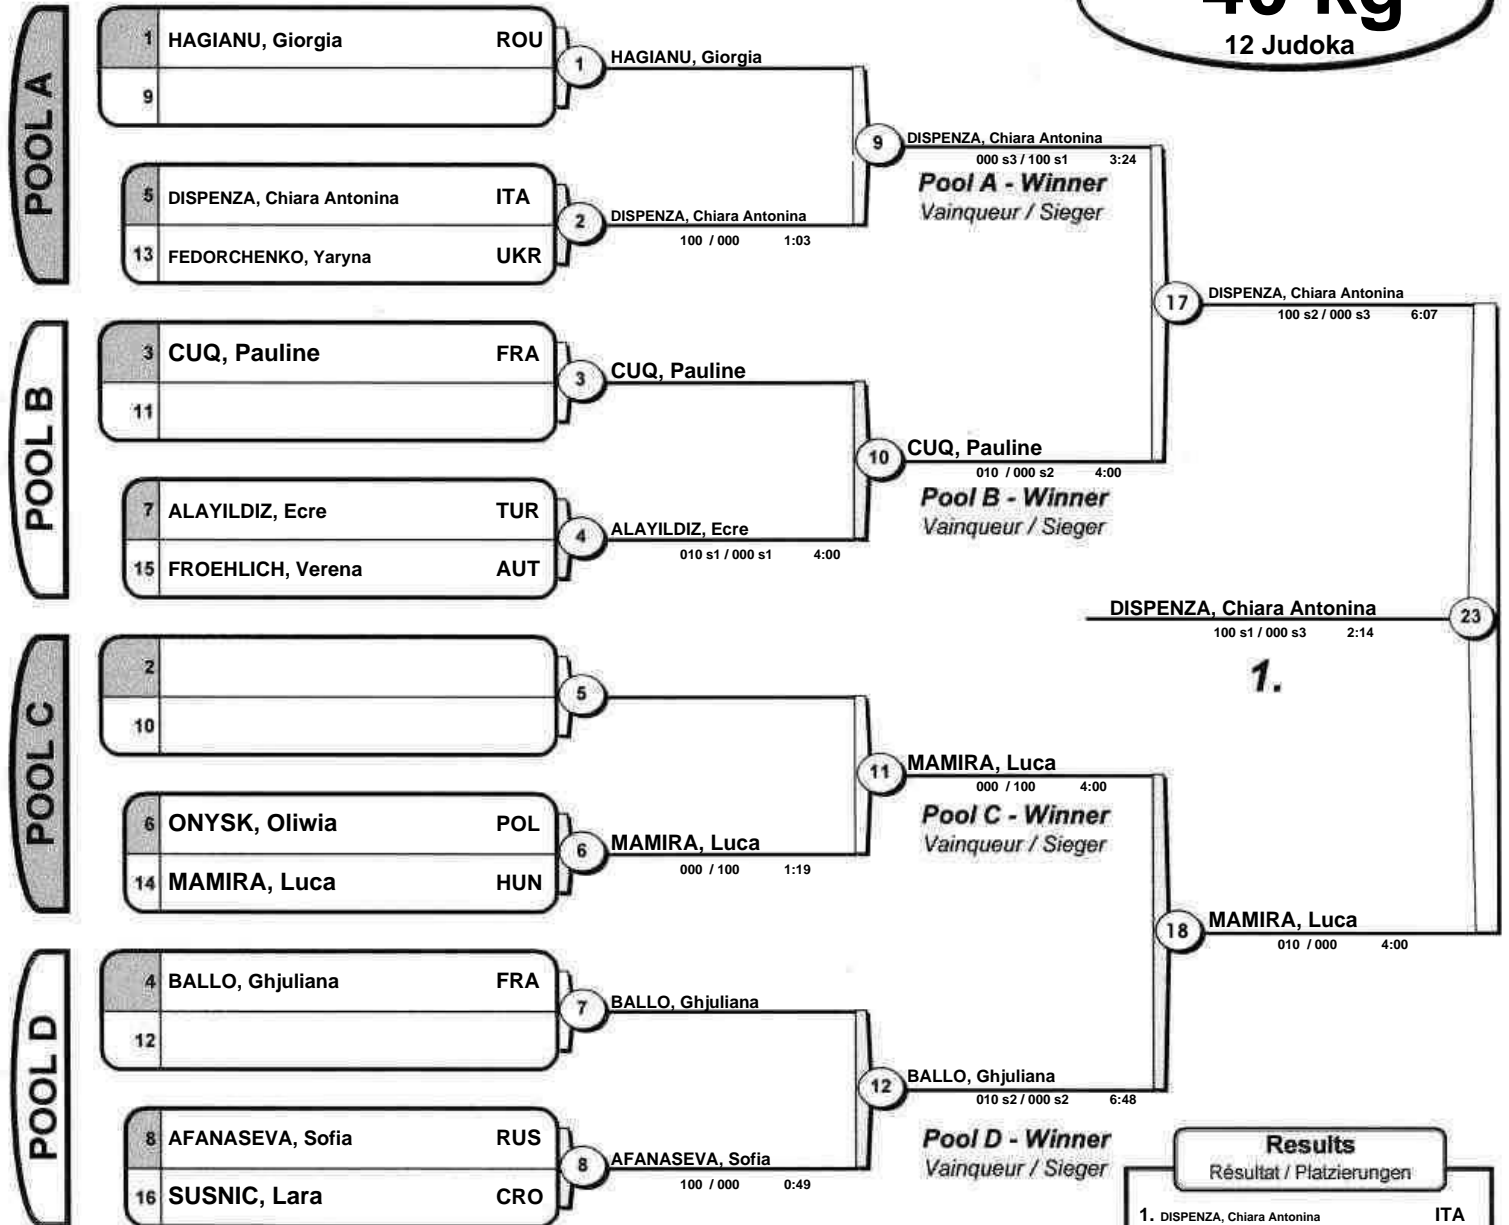 40 kg
12 Judoka
POOL A
1 HAGIANU, Giorgia ROU
9
1
HAGIANU, Giorgia
5 DISPENZA, Chiara Antonina ITA
13 FEDORCHENKO, Yaryna UKR
2
DISPENZA, Chiara Antonina
100 / 000 1:03
9
DISPENZA, Chiara Antonina
000 s3 / 100 s1 3:24
Pool A - Winner
Vainqueur / Sieger
POOL B
3 CUQ, Pauline FRA
11
3
CUQ, Pauline
7 ALAYILDIZ, Ecre TUR
15 FROEHLICH, Verena AUT
4
ALAYILDIZ, Ecre
010 s1 / 000 s1 4:00
10
CUQ, Pauline
010 / 000 s2 4:00
Pool B - Winner
Vainqueur / Sieger
17
DISPENZA, Chiara Antonina
100 s2 / 000 s3 6:07
POOL C
2
10
5
6 ONYSK, Oliwia POL
14 MAMIRA, Luca HUN
6
MAMIRA, Luca
000 / 100 1:19
11
MAMIRA, Luca
000 / 100 4:00
Pool C - Winner
Vainqueur / Sieger
POOL D
4 BALLO, Ghjuliana FRA
12
7
BALLO, Ghjuliana
8 AFANASEVA, Sofia RUS
16 SUSNIC, Lara CRO
8
AFANASEVA, Sofia
100 / 000 0:49
12
BALLO, Ghjuliana
010 s2 / 000 s2 6:48
Pool D - Winner
Vainqueur / Sieger
18
MAMIRA, Luca
010 / 000 4:00
23
DISPENZA, Chiara Antonina
100 s1 / 000 s3 2:14
1.
Results
Résultat / Platzierungen
1. DISPENZA, Chiara Antonina ITA